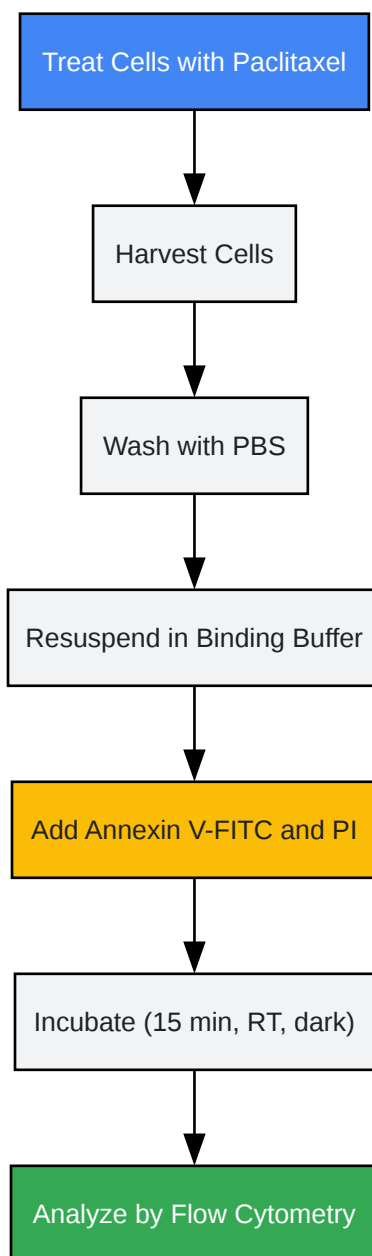 Treat Cells with Paclitaxel
Harvest Cells
Wash with PBS
Resuspend in Binding Buffer
Add Annexin V-FITC and PI
Incubate (15 min, RT, dark)
Analyze by Flow Cytometry